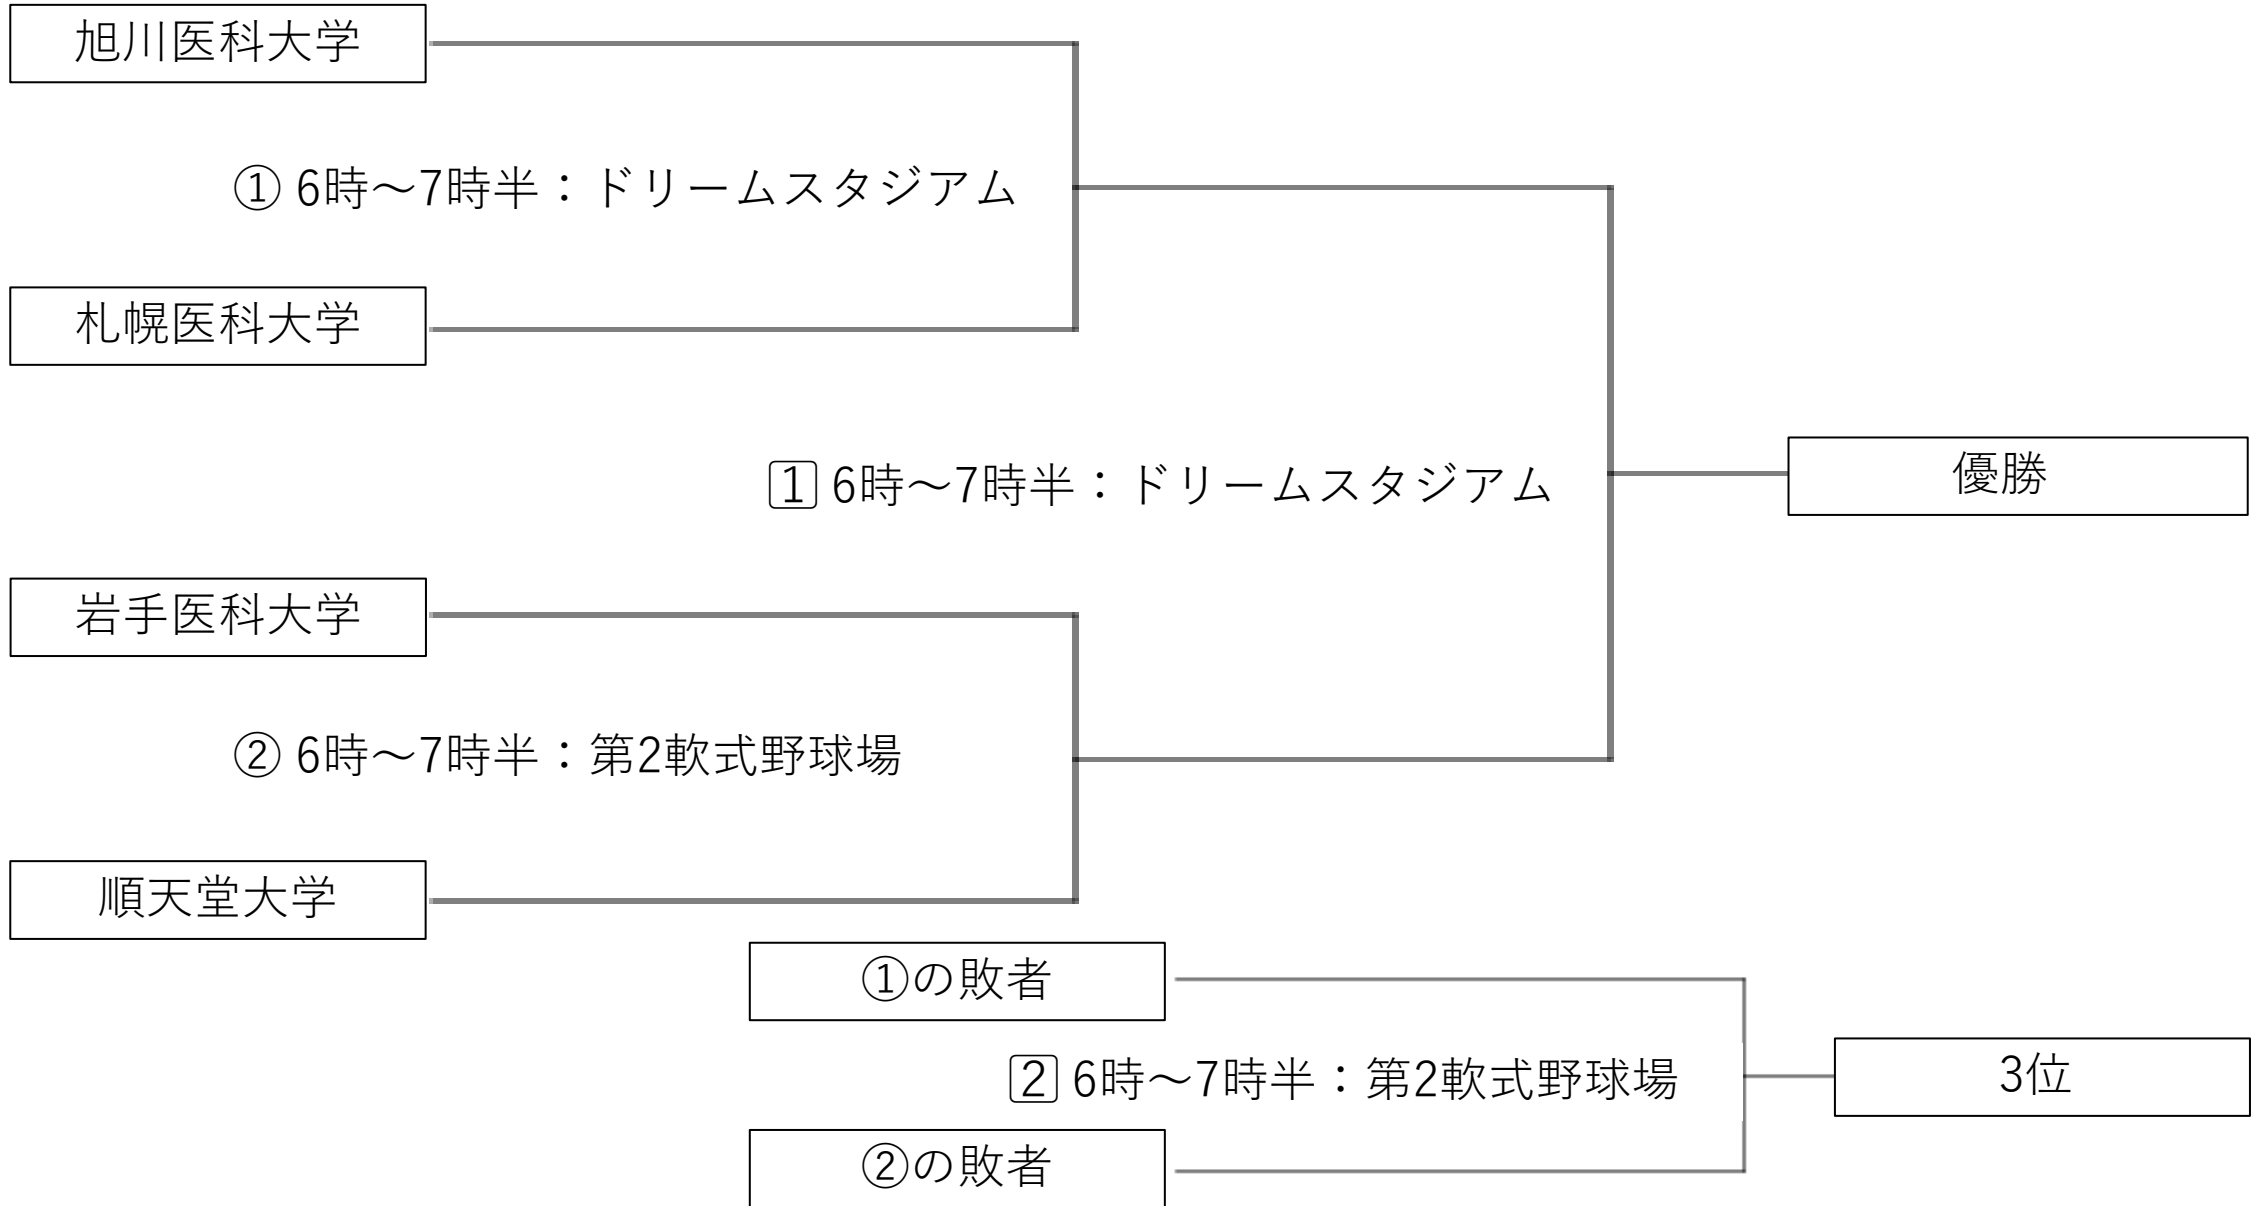 旭川医科大学
① 6時～7時半：ドリームスタジアム
札幌医科大学
1 6時～7時半：ドリームスタジアム
優勝
岩手医科大学
② 6時～7時半：第2軟式野球場
順天堂大学
①の敗者
2 6時～7時半：第2軟式野球場
3位
②の敗者